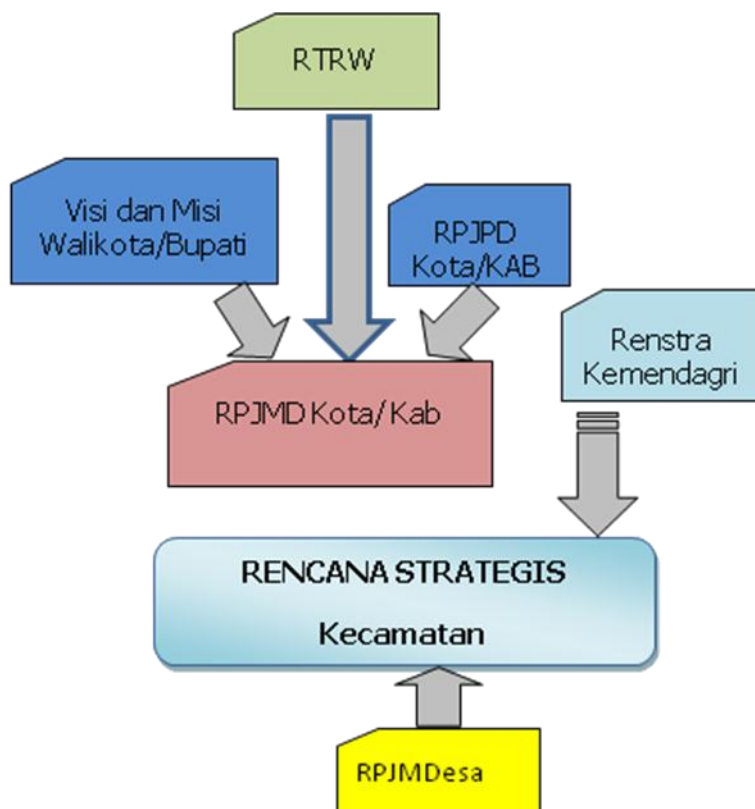 RTRW
Visi dan Misi
Walikota/Bupati
RPJPD
Kota/KAB
Renstra
Kemendagri
RPJMD Kota/ Kab
RENCANA STRATEGIS
Kecamatan
RPJMDesa